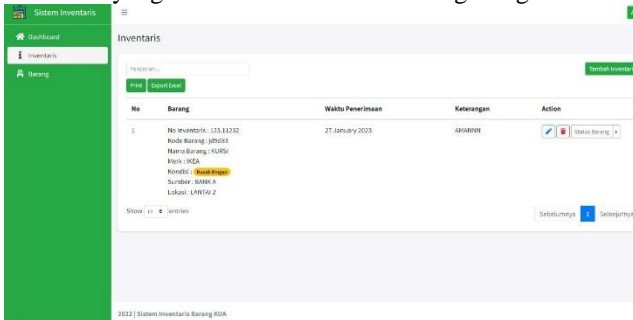 Sistem Inventaris
Dashboard
Inventaris
Inventaris
Barang
Pencarian...
Tambah Inventaris
Print
Export Excel
No Barang Waktu Penerimaan Keterangan Action
1 No Inventaris : 123.11232 27 January 2023 AMANNN Status Barang
Kode Barang : jd9d83
Nama Barang : KURSI
Merk : IKEA
Kondisi : Rusak Ringan
Sumber : BANK A
Lokasi : LANTAI 2
Show 10 entries
Sebelumnya 1 Selanjutnya
2022 | Sistem Inventaris Barang KUA